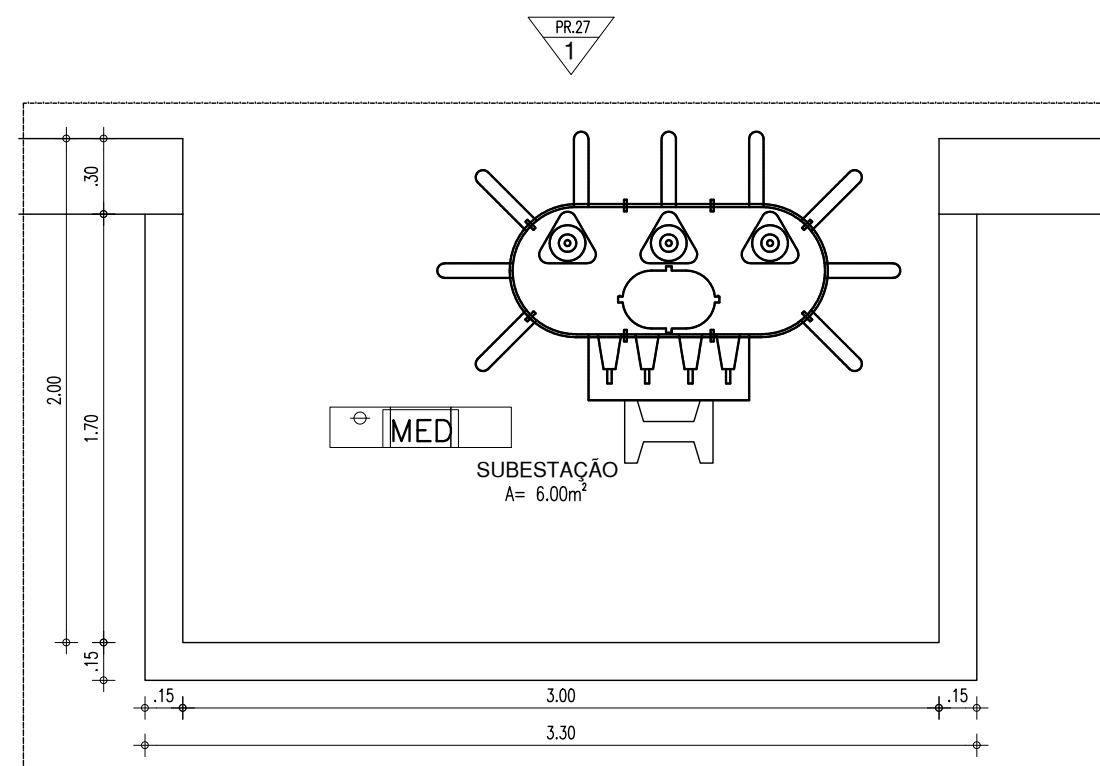 PR.27
1
.30
2.00
1.70
MED
SUBESTAÇÃO
A= 6.00m²
.15
.15
3.00
.15
3.30